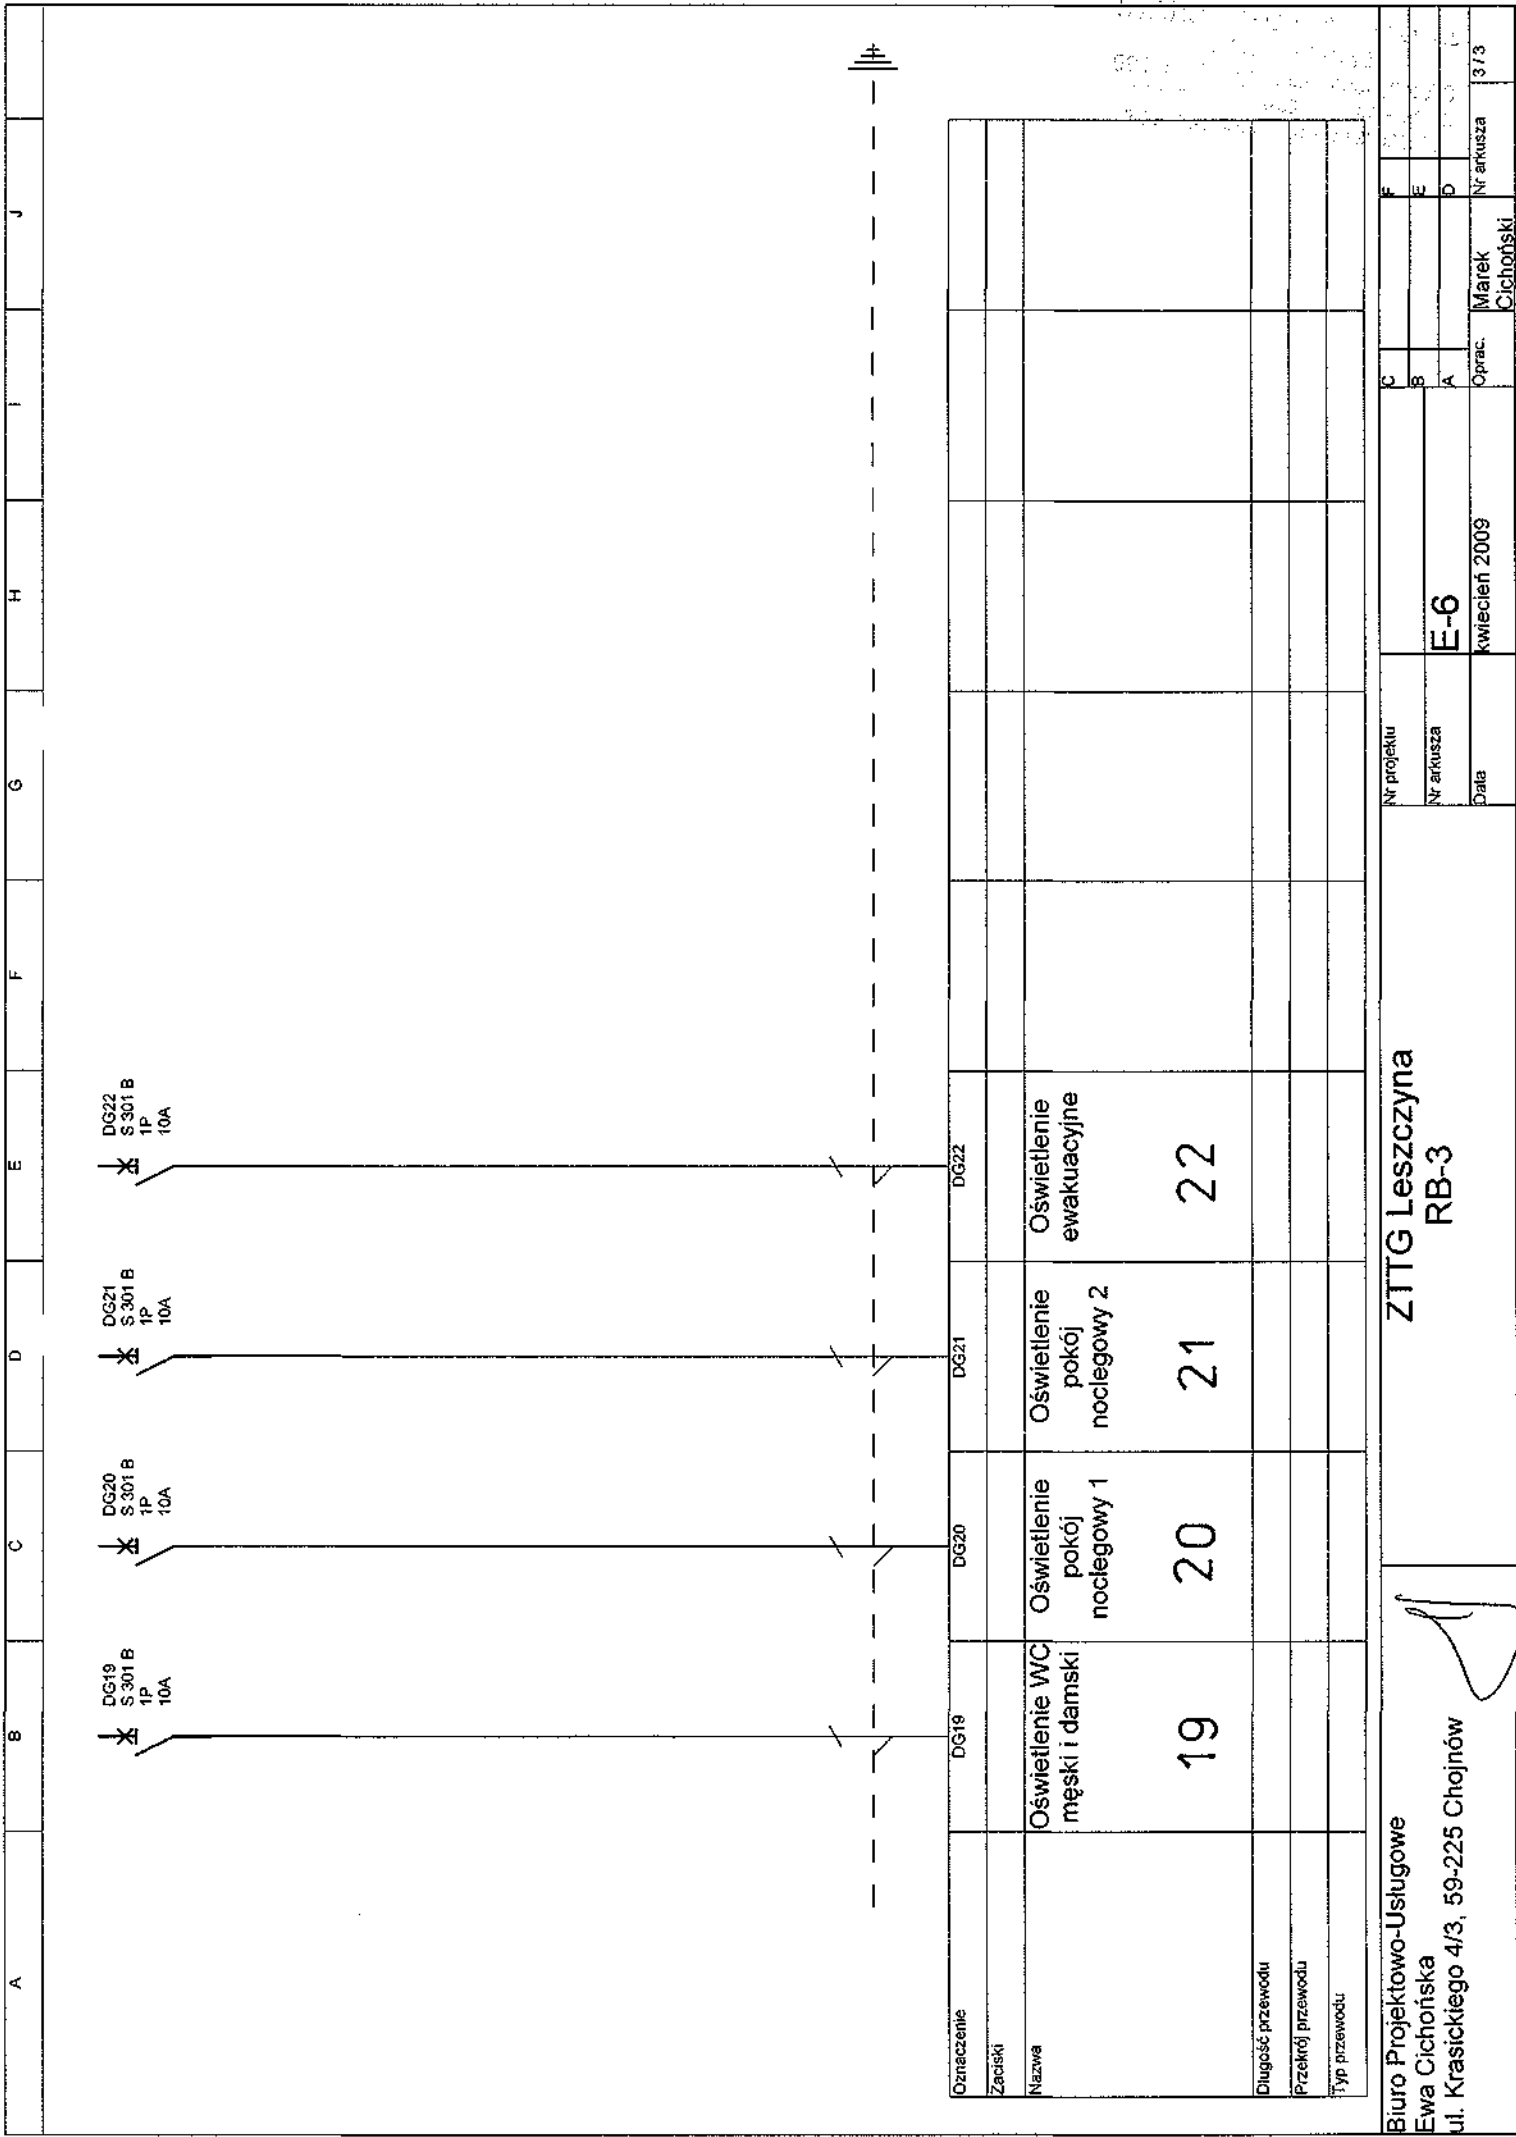 A
B
C
D
E
F
G
H
I
J
DG19
S 301 B
1P
10A
DG20
S 301 B
1P
10A
DG21
S 301 B
1P
10A
DG22
S 301 B
1P
10A
Oznaczenie
DG19
DG20
DG21
DG22
Zaciski
Nazwa
Oświetlenie WC
męski i damski
19
Oświetlenie
pokój
noclegowy 1
20
Oświetlenie
pokój
noclegowy 2
21
Oświetlenie
ewakuacyjne
22
Długość przewodu
Przekrój przewodu
Typ przewodu
Biuro Projektowo-Usługowe
Ewa Cichońska
ul. Krasickiego 4/3, 59-225 Chojnów
ZTTG Leszczyna
RB-3
Nr projektu
Nr arkusza
E-6
Data
kwiecień 2009
C
B
A
F
E
D
Oprac.
Marek
Cichoński
Nr arkusza
3 / 3